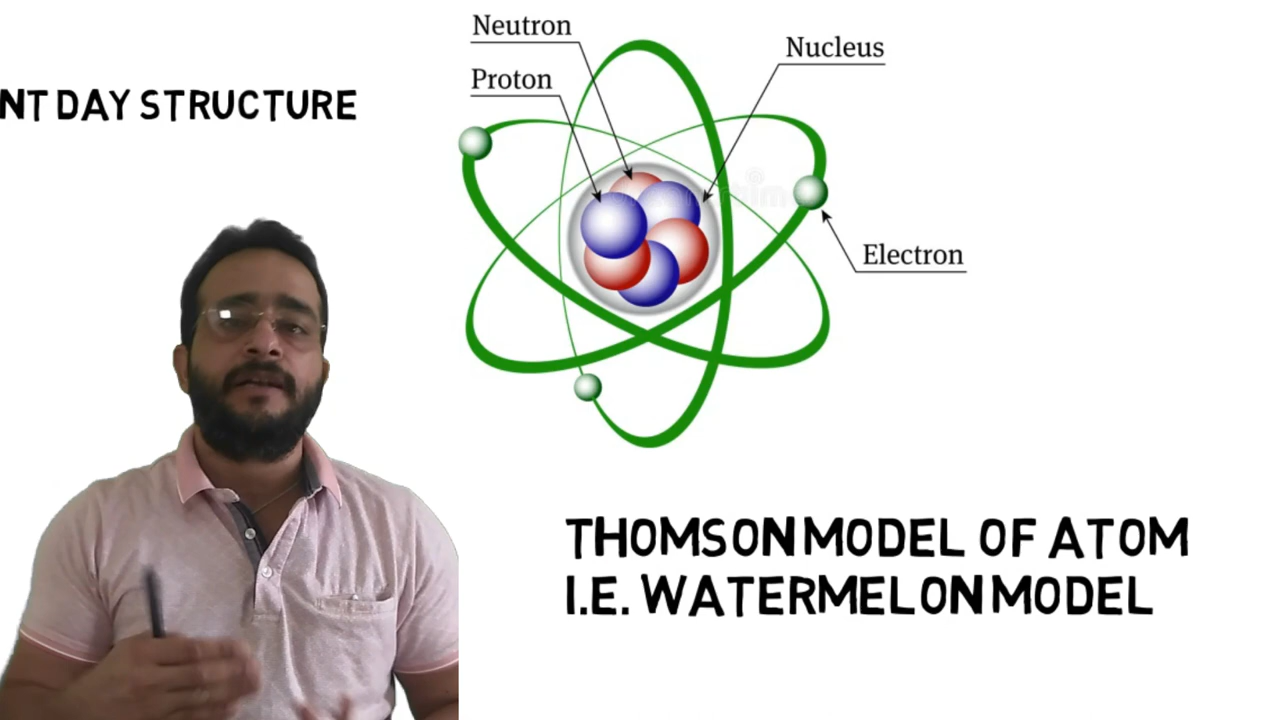 Neutron
Proton
Nucleus
NT DAY STRUCTURE
Electron
THOMSON MODEL OF ATOM
I.E. WATERMELON MODEL